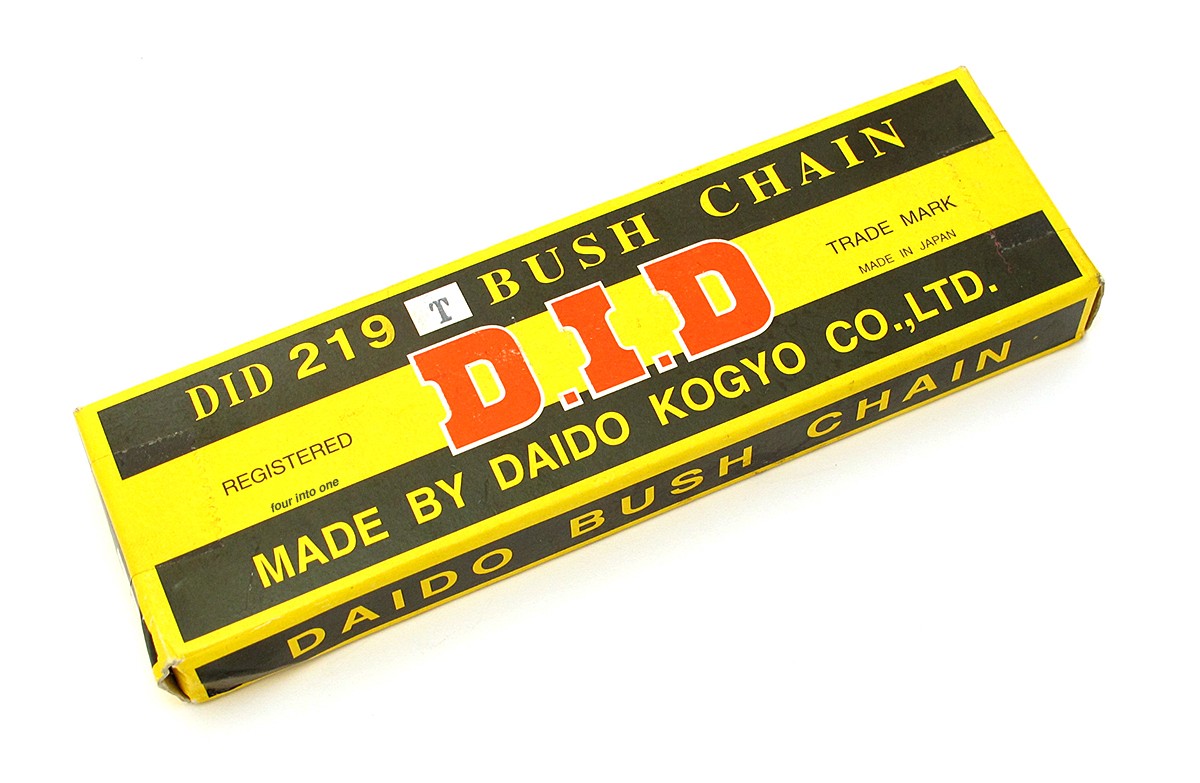 DID 219 T BUSH CHAIN
D.I.D
REGISTERED
TRADE MARK
four into one
MADE IN JAPAN
MADE BY DAIDO KOGYO CO.,LTD.
DAIDO BUSH CHAIN